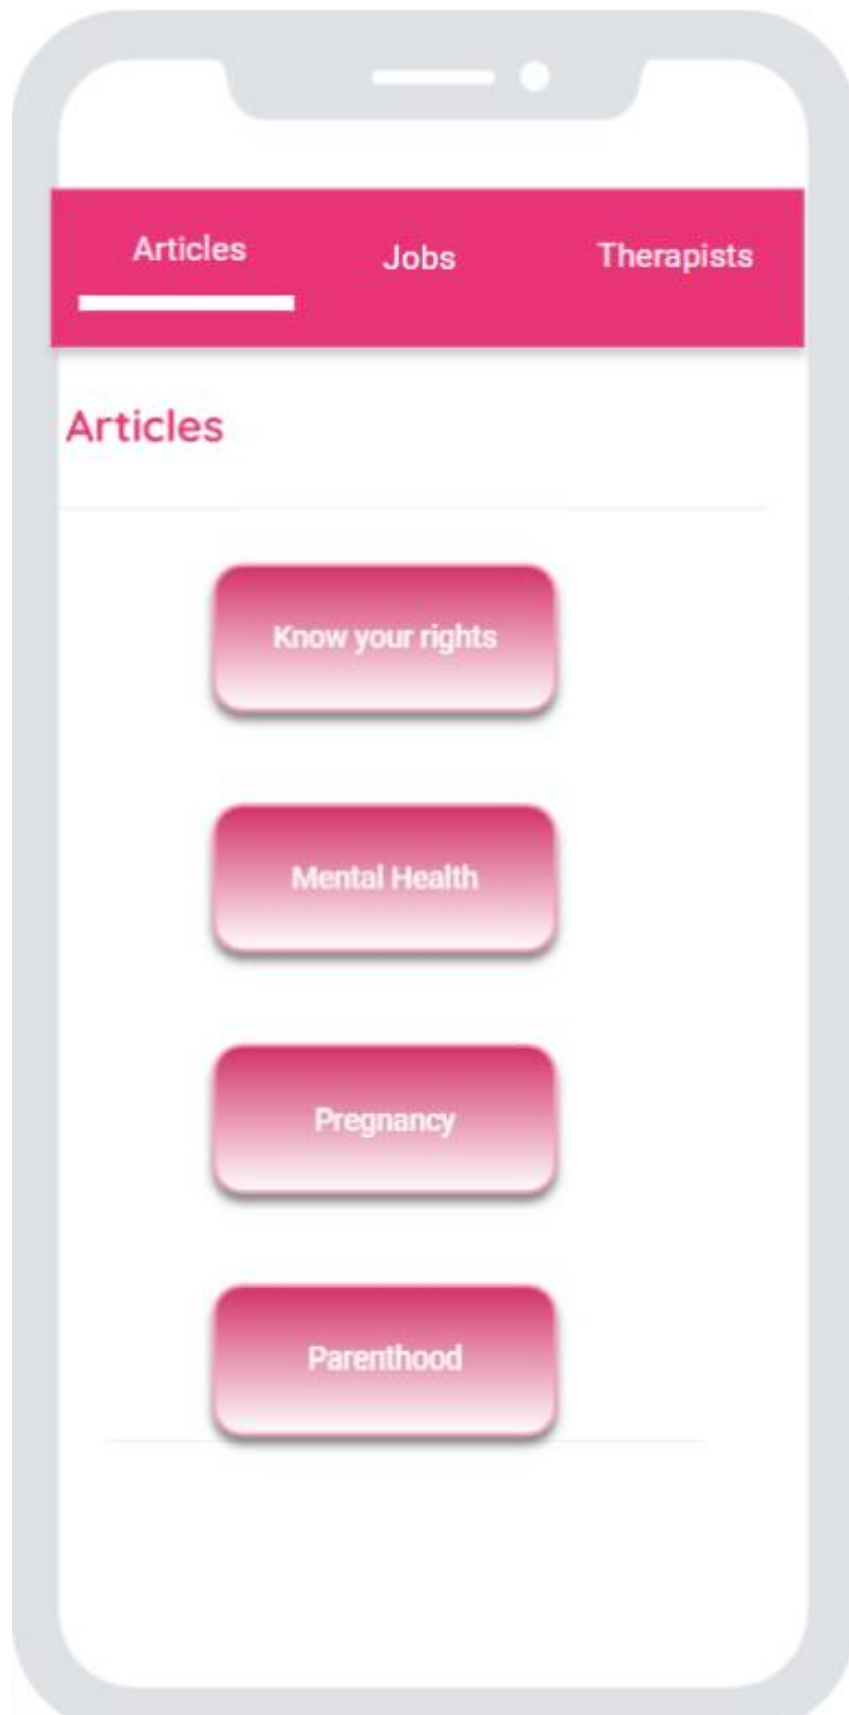 Articles Jobs Therapists
Articles
Know your rights
Mental Health
Pregnancy
Parenthood